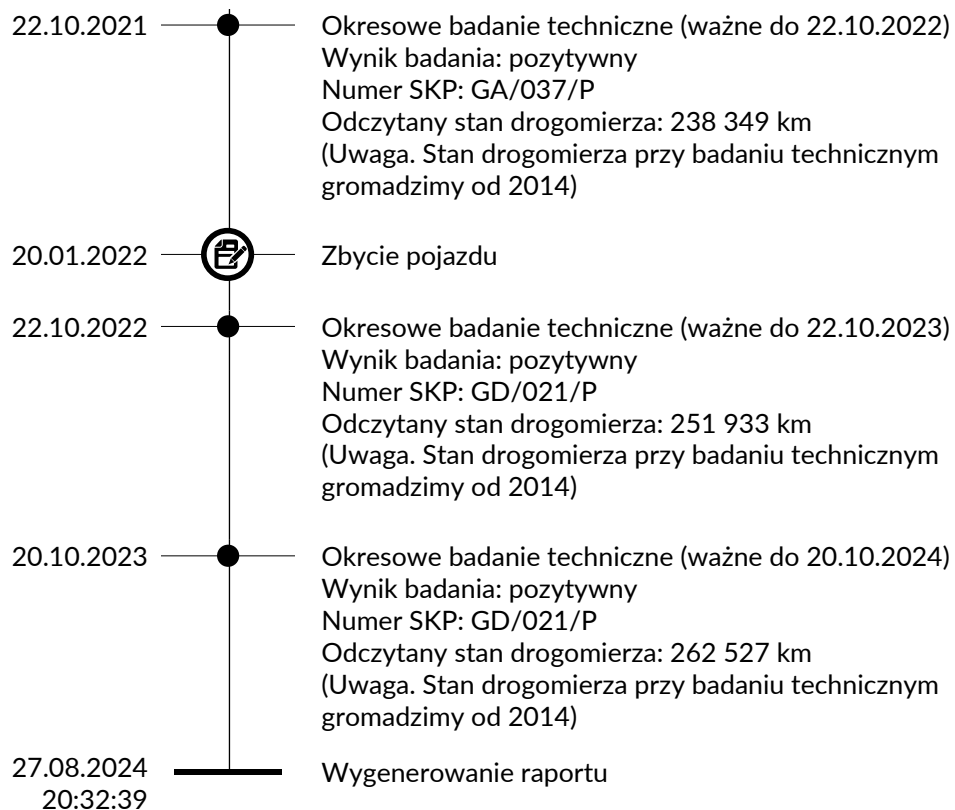 22.10.2021
Okresowe badanie techniczne (ważne do 22.10.2022)
Wynik badania: pozytywny
Numer SKP: GA/037/P
Odczytany stan drogomierza: 238 349 km
(Uwaga. Stan drogomierza przy badaniu technicznym
gromadzimy od 2014)
20.01.2022
Zbycie pojazdu
22.10.2022
Okresowe badanie techniczne (ważne do 22.10.2023)
Wynik badania: pozytywny
Numer SKP: GD/021/P
Odczytany stan drogomierza: 251 933 km
(Uwaga. Stan drogomierza przy badaniu technicznym
gromadzimy od 2014)
20.10.2023
Okresowe badanie techniczne (ważne do 20.10.2024)
Wynik badania: pozytywny
Numer SKP: GD/021/P
Odczytany stan drogomierza: 262 527 km
(Uwaga. Stan drogomierza przy badaniu technicznym
gromadzimy od 2014)
27.08.2024
20:32:39
Wygenerowanie raportu